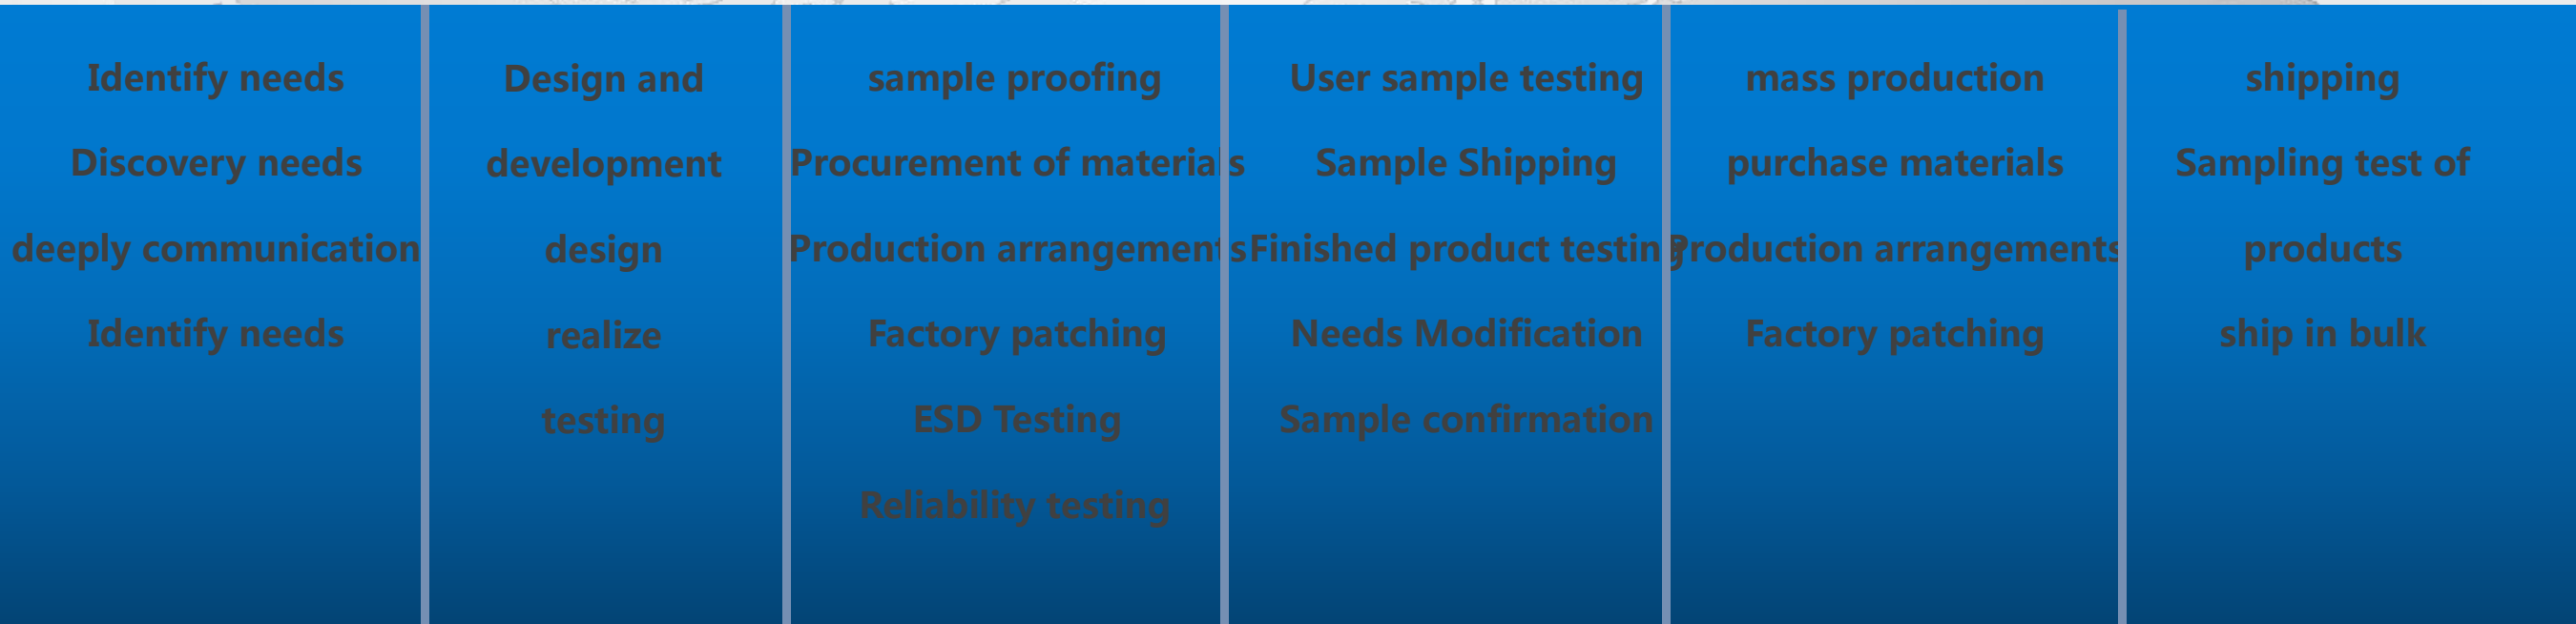 Identify needs
Discovery needs
deeply communication
Identify needs
Design and
development
design
realize
testing
sample proofing
Procurement of materials
Production arrangements
Factory patching
ESD Testing
Reliability testing
User sample testing
Sample Shipping
Finished product testing
Needs Modification
Sample confirmation
mass production
purchase materials
Production arrangements
Factory patching
shipping
Sampling test of
products
ship in bulk